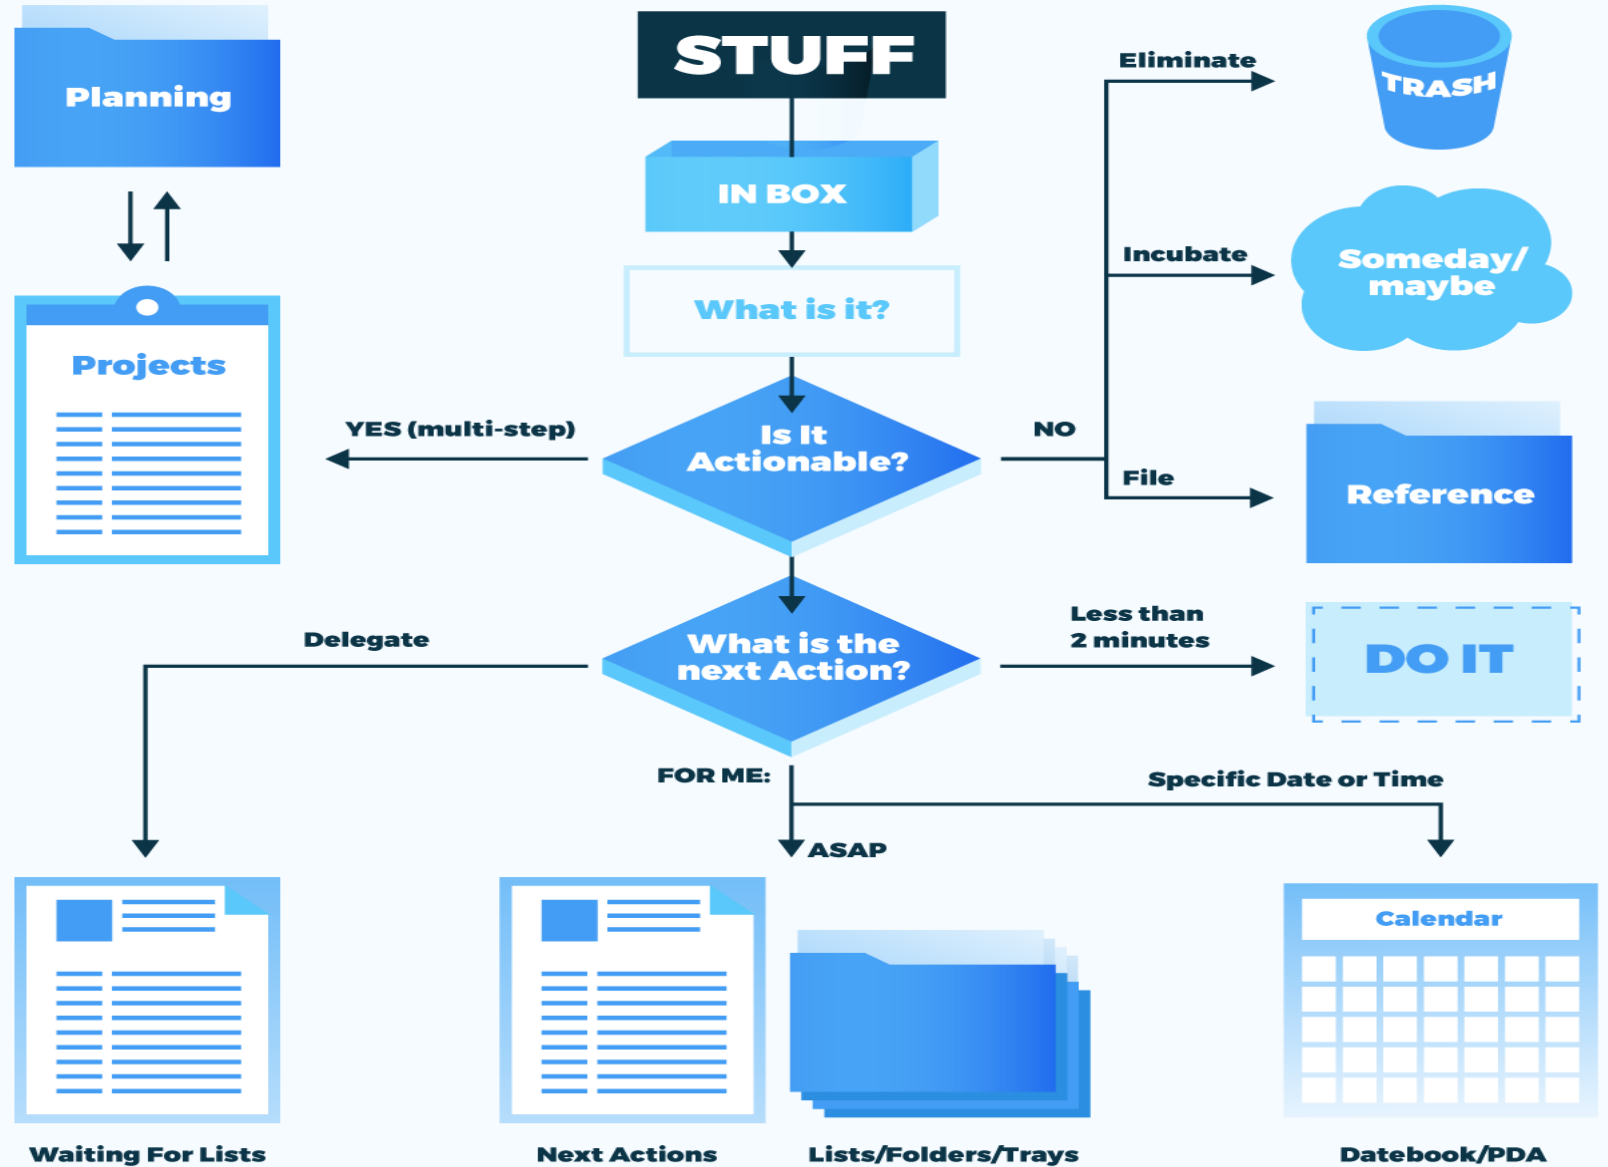 Planning
STUFF
Eliminate
TRASH
IN BOX
Incubate
Someday/
maybe
What is it?
Projects
YES (multi-step)
Is It
Actionable?
NO
File
Reference
Delegate
What is the
next Action?
Less than
2 minutes
DO IT
FOR ME:
Specific Date or Time
ASAP
Calendar
Waiting For Lists
Next Actions
Lists/Folders/Trays
Datebook/PDA